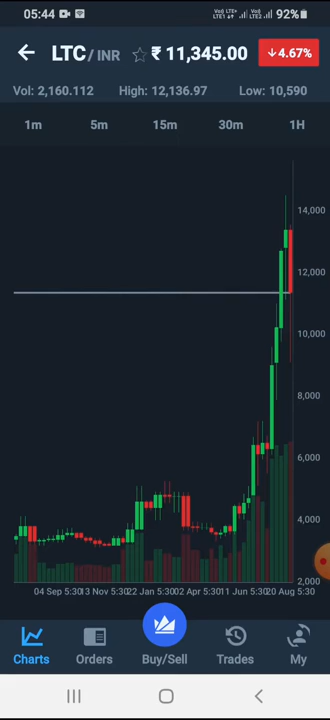 05:44 92%
LTC / INR ₹ 11,345.00 ↓4.67%
Vol: 2,160.112 High: 12,136.97 Low: 10,590
1m 5m 15m 30m 1H
14,000
12,000
10,000
8,000
6,000
4,000
2,000
04 Sep 5:30 13 Nov 5:30 22 Jan 5:30 02 Apr 5:30 11 Jun 5:30 20 Aug 5:30
Charts Orders Buy/Sell Trades My